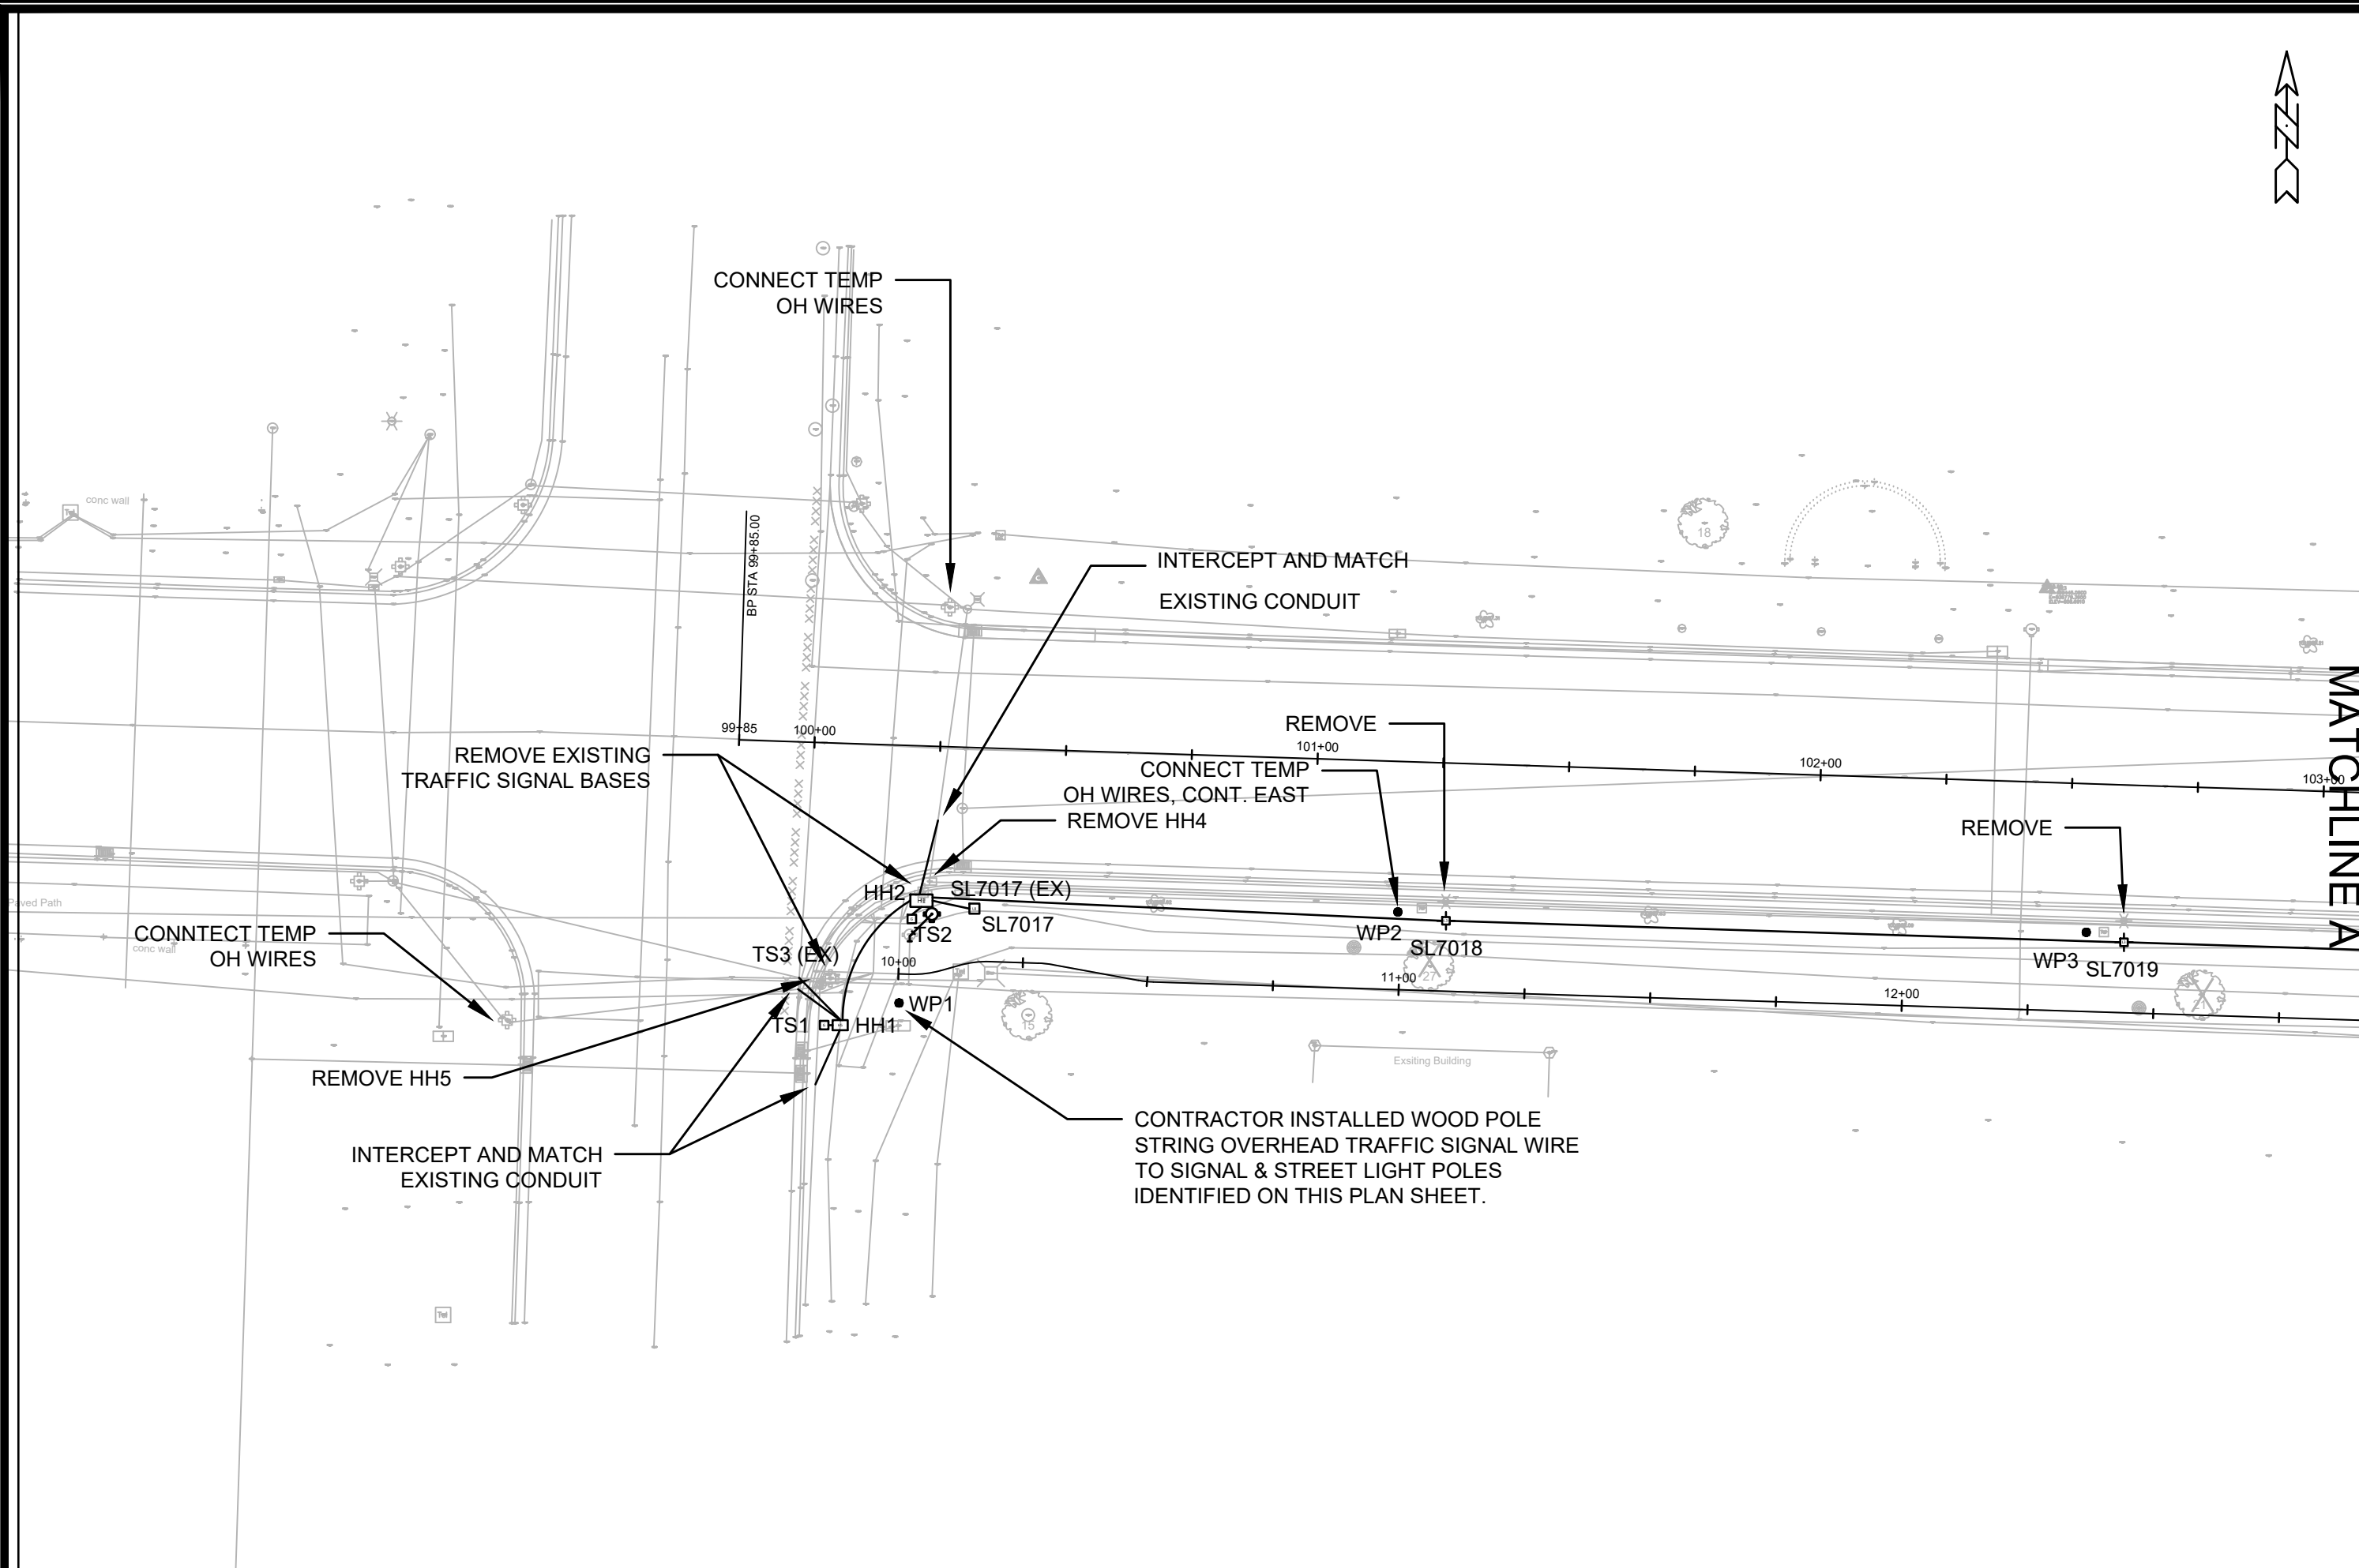 CONNECT TEMP
OH WIRES
conc wall
BP STA 99+85.00
18
INTERCEPT AND MATCH
EXISTING CONDUIT
99+85
100+00
101+00
102+00
103+00
REMOVE
REMOVE EXISTING
TRAFFIC SIGNAL BASES
CONNECT TEMP
OH WIRES, CONT. EAST
REMOVE HH4
REMOVE
MATCHLINE A
HH2
SL7017 (EX)
SL7017
TS2
Paved Path
conc wall
CONNTECT TEMP
OH WIRES
TS3 (EX)
WP2
SL7018
WP3
SL7019
10+00
11+00
12+00
27
21
WP1
15
TS1
HH1
Exsiting Building
REMOVE HH5
CONTRACTOR INSTALLED WOOD POLE
STRING OVERHEAD TRAFFIC SIGNAL WIRE
TO SIGNAL & STREET LIGHT POLES
IDENTIFIED ON THIS PLAN SHEET.
INTERCEPT AND MATCH
EXISTING CONDUIT
Tel